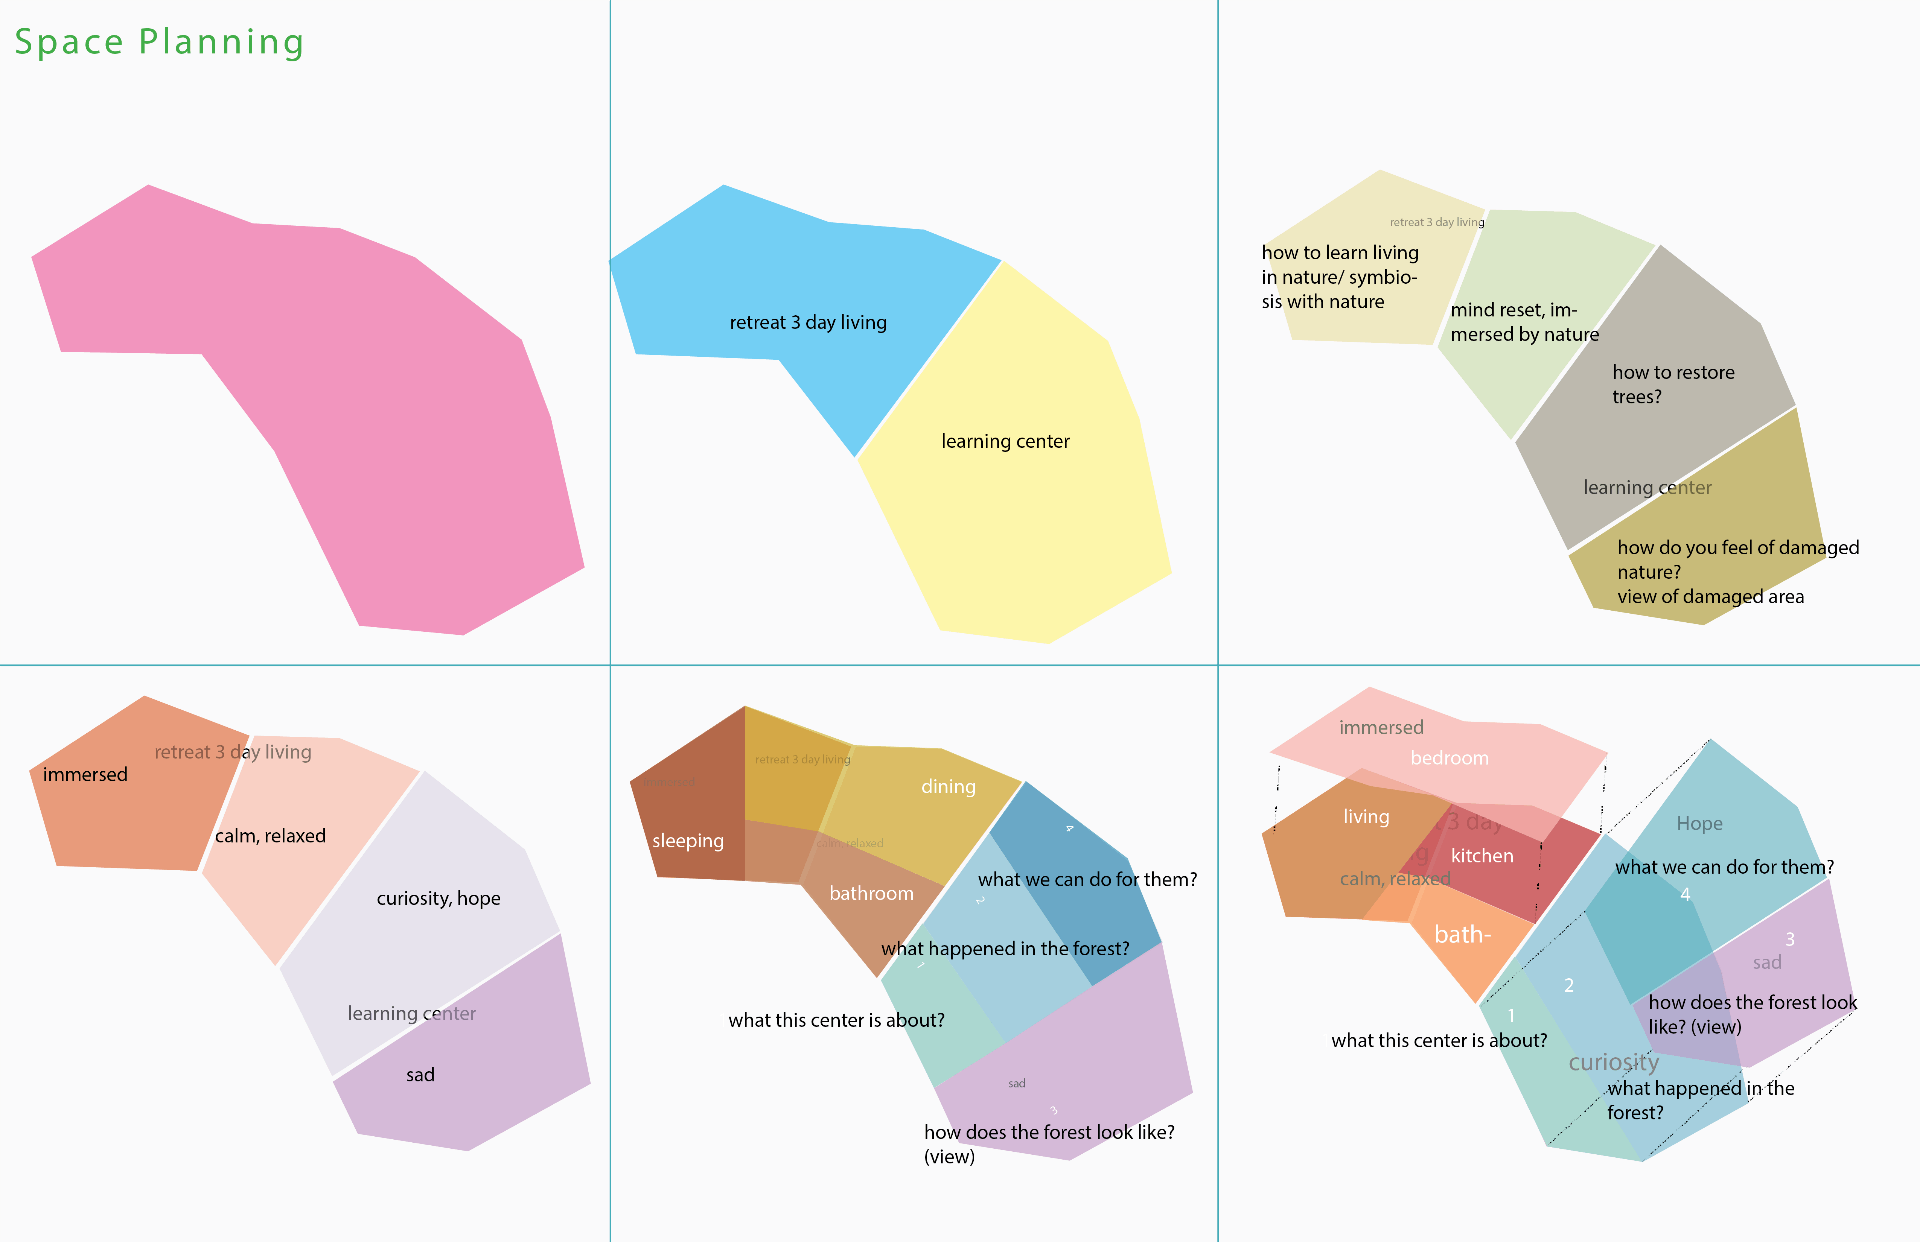 Space Planning
retreat 3 day living
learning center
retreat 3 day living
how to learn living
in nature/ symbio-
sis with nature
mind reset, im-
mersed by nature
how to restore
trees?
learning center
how do you feel of damaged
nature?
view of damaged area
retreat 3 day living
immersed
calm, relaxed
curiosity, hope
learning center
sad
retreat 3 day living
immersed
dining
sleeping
calm, relaxed
bathroom
4
what we can do for them?
2
what happened in the forest?
1
what this center is about?
sad
3
how does the forest look like?
(view)
immersed
bedroom
living
3 day
kitchen
calm, relaxed
bath-
Hope
what we can do for them?
4
3
sad
2
how does the forest look
like? (view)
1
what this center is about?
curiosity
what happened in the
forest?